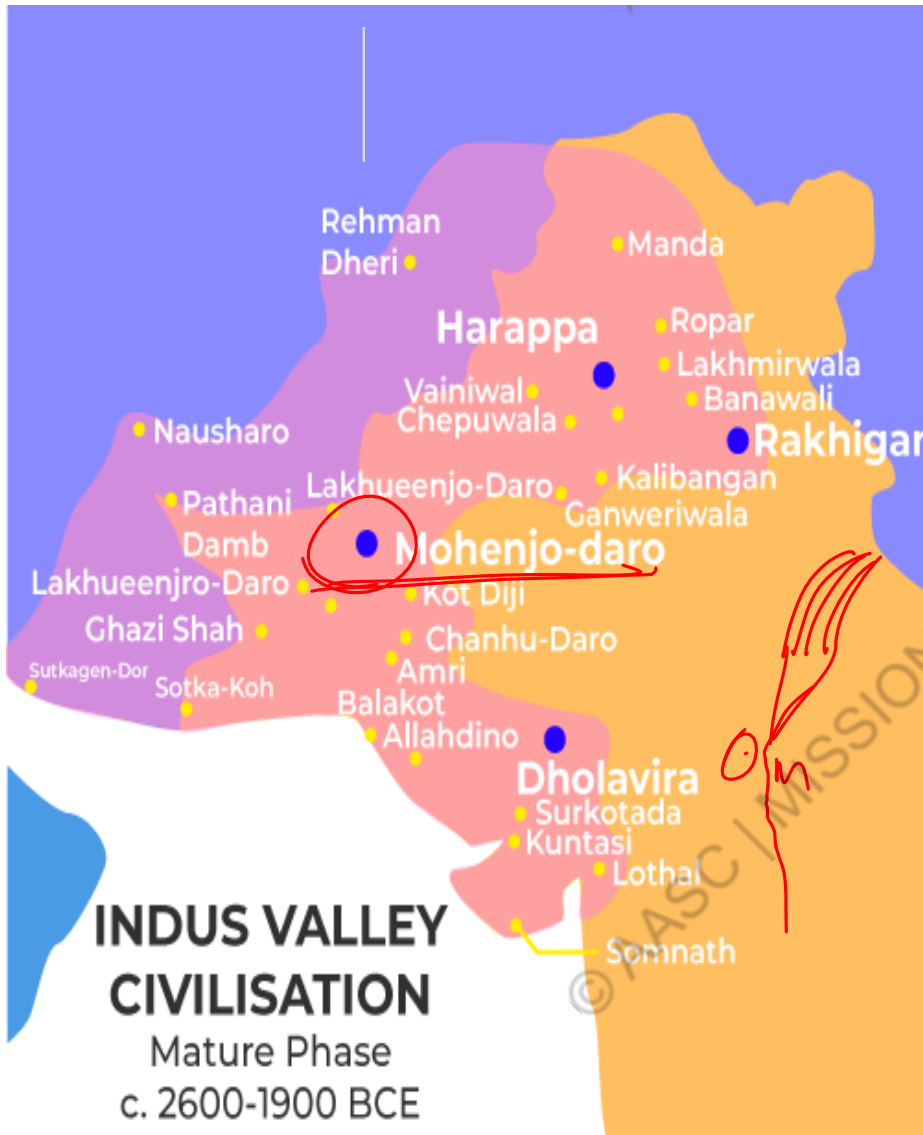 Rehman
Dheri
Manda
Harappa
Ropar
Lakhmirwala
Vainiwal
Banawali
Chepuwala
Nausharo
Rakhigar
Kalibangan
Lakhueenjo-Daro
Pathani
Damb
Ganweriwala
Mohenjo-daro
Lakhueenjro-Daro
Kot Diji
Ghazi Shah
Chanhu-Daro
Amri
Sutkagen-Dor
Sotka-Koh
Balakot
Allahdino
Dholavira
Surkotada
Kuntasi
Lothal
Somnath
INDUS VALLEY
CIVILISATION
Mature Phase
c. 2600-1900 BCE
© AASC | MISSION